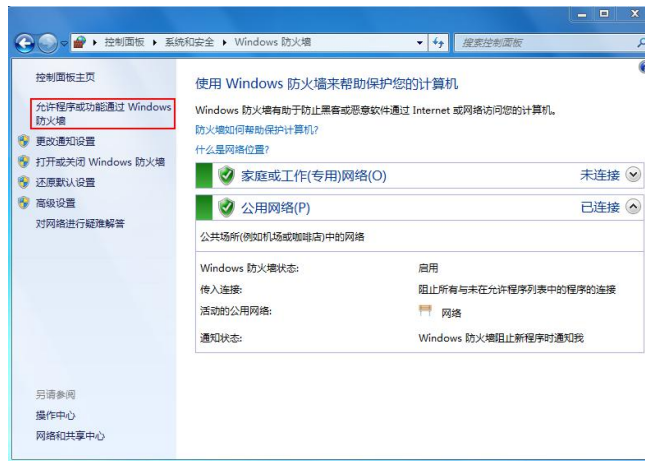 控制面板 ▸ 系统和安全 ▸ Windows 防火墙
搜索控制面板
控制面板主页
允许程序或功能通过 Windows
防火墙
更改通知设置
打开或关闭 Windows 防火墙
还原默认设置
高级设置
对网络进行疑难解答
另请参阅
操作中心
网络和共享中心
使用 Windows 防火墙来帮助保护您的计算机
Windows 防火墙有助于防止黑客或恶意软件通过 Internet 或网络访问您的计算机。
防火墙如何帮助保护计算机?
什么是网络位置?
家庭或工作(专用)网络(O) 未连接
公用网络(P) 已连接
公共场所(例如机场或咖啡店)中的网络
Windows 防火墙状态: 启用
传入连接: 阻止所有与未在允许程序列表中的程序的连接
活动的公用网络: 网络
通知状态: Windows 防火墙阻止新程序时通知我